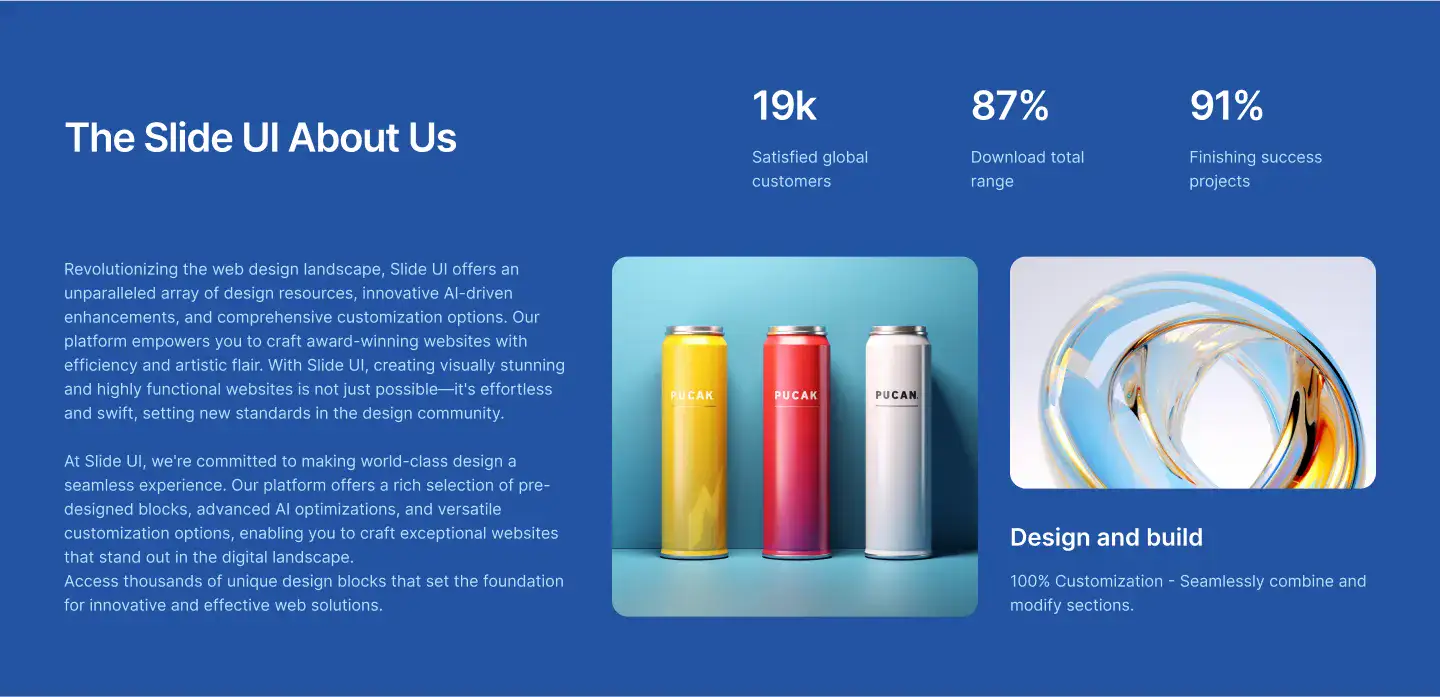 The Slide UI About Us
19k
Satisfied global
customers
87%
Download total
range
91%
Finishing success
projects
Revolutionizing the web design landscape, Slide UI offers an
unparalleled array of design resources, innovative AI-driven
enhancements, and comprehensive customization options. Our
platform empowers you to craft award-winning websites with
efficiency and artistic flair. With Slide UI, creating visually stunning
and highly functional websites is not just possible—it's effortless
and swift, setting new standards in the design community.
At Slide UI, we're committed to making world-class design a
seamless experience. Our platform offers a rich selection of pre-
designed blocks, advanced AI optimizations, and versatile
customization options, enabling you to craft exceptional websites
that stand out in the digital landscape.
Access thousands of unique design blocks that set the foundation
for innovative and effective web solutions.
PUCAK
PUCAK
PUCAN.
Design and build
100% Customization - Seamlessly combine and
modify sections.